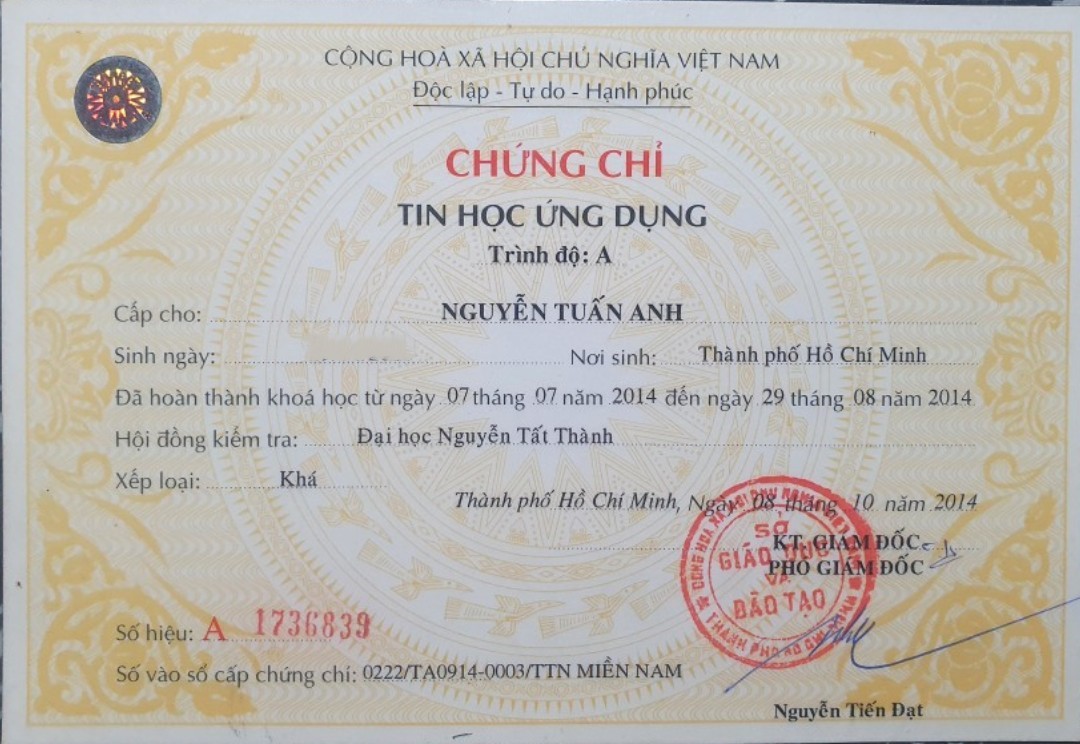 CỘNG HOÀ XÃ HỘI CHỦ NGHĨA VIỆT NAM
Độc lập - Tự do - Hạnh phúc
CHỨNG CHỈ
TIN HỌC ỨNG DỤNG
Trình độ: A
Cấp cho: NGUYỄN TUẤN ANH
Sinh ngày: Nơi sinh: Thành phố Hồ Chí Minh
Đã hoàn thành khoá học từ ngày 07 tháng 07 năm 2014 đến ngày 29 tháng 08 năm 2014
Hội đồng kiểm tra: Đại học Nguyễn Tất Thành
Xếp loại: Khá
Thành phố Hồ Chí Minh, Ngày 08 tháng 10 năm 2014
KT. GIÁM ĐỐC
PHÓ GIÁM ĐỐC
SỞ
GIÁO DỤC
VÀ
ĐÀO TẠO
THÀNH PHỐ HỒ CHÍ MINH
Số hiệu: A 1736839
Số vào sổ cấp chứng chỉ: 0222/TA0914-0003/TTN MIỀN NAM
Nguyễn Tiến Đạt